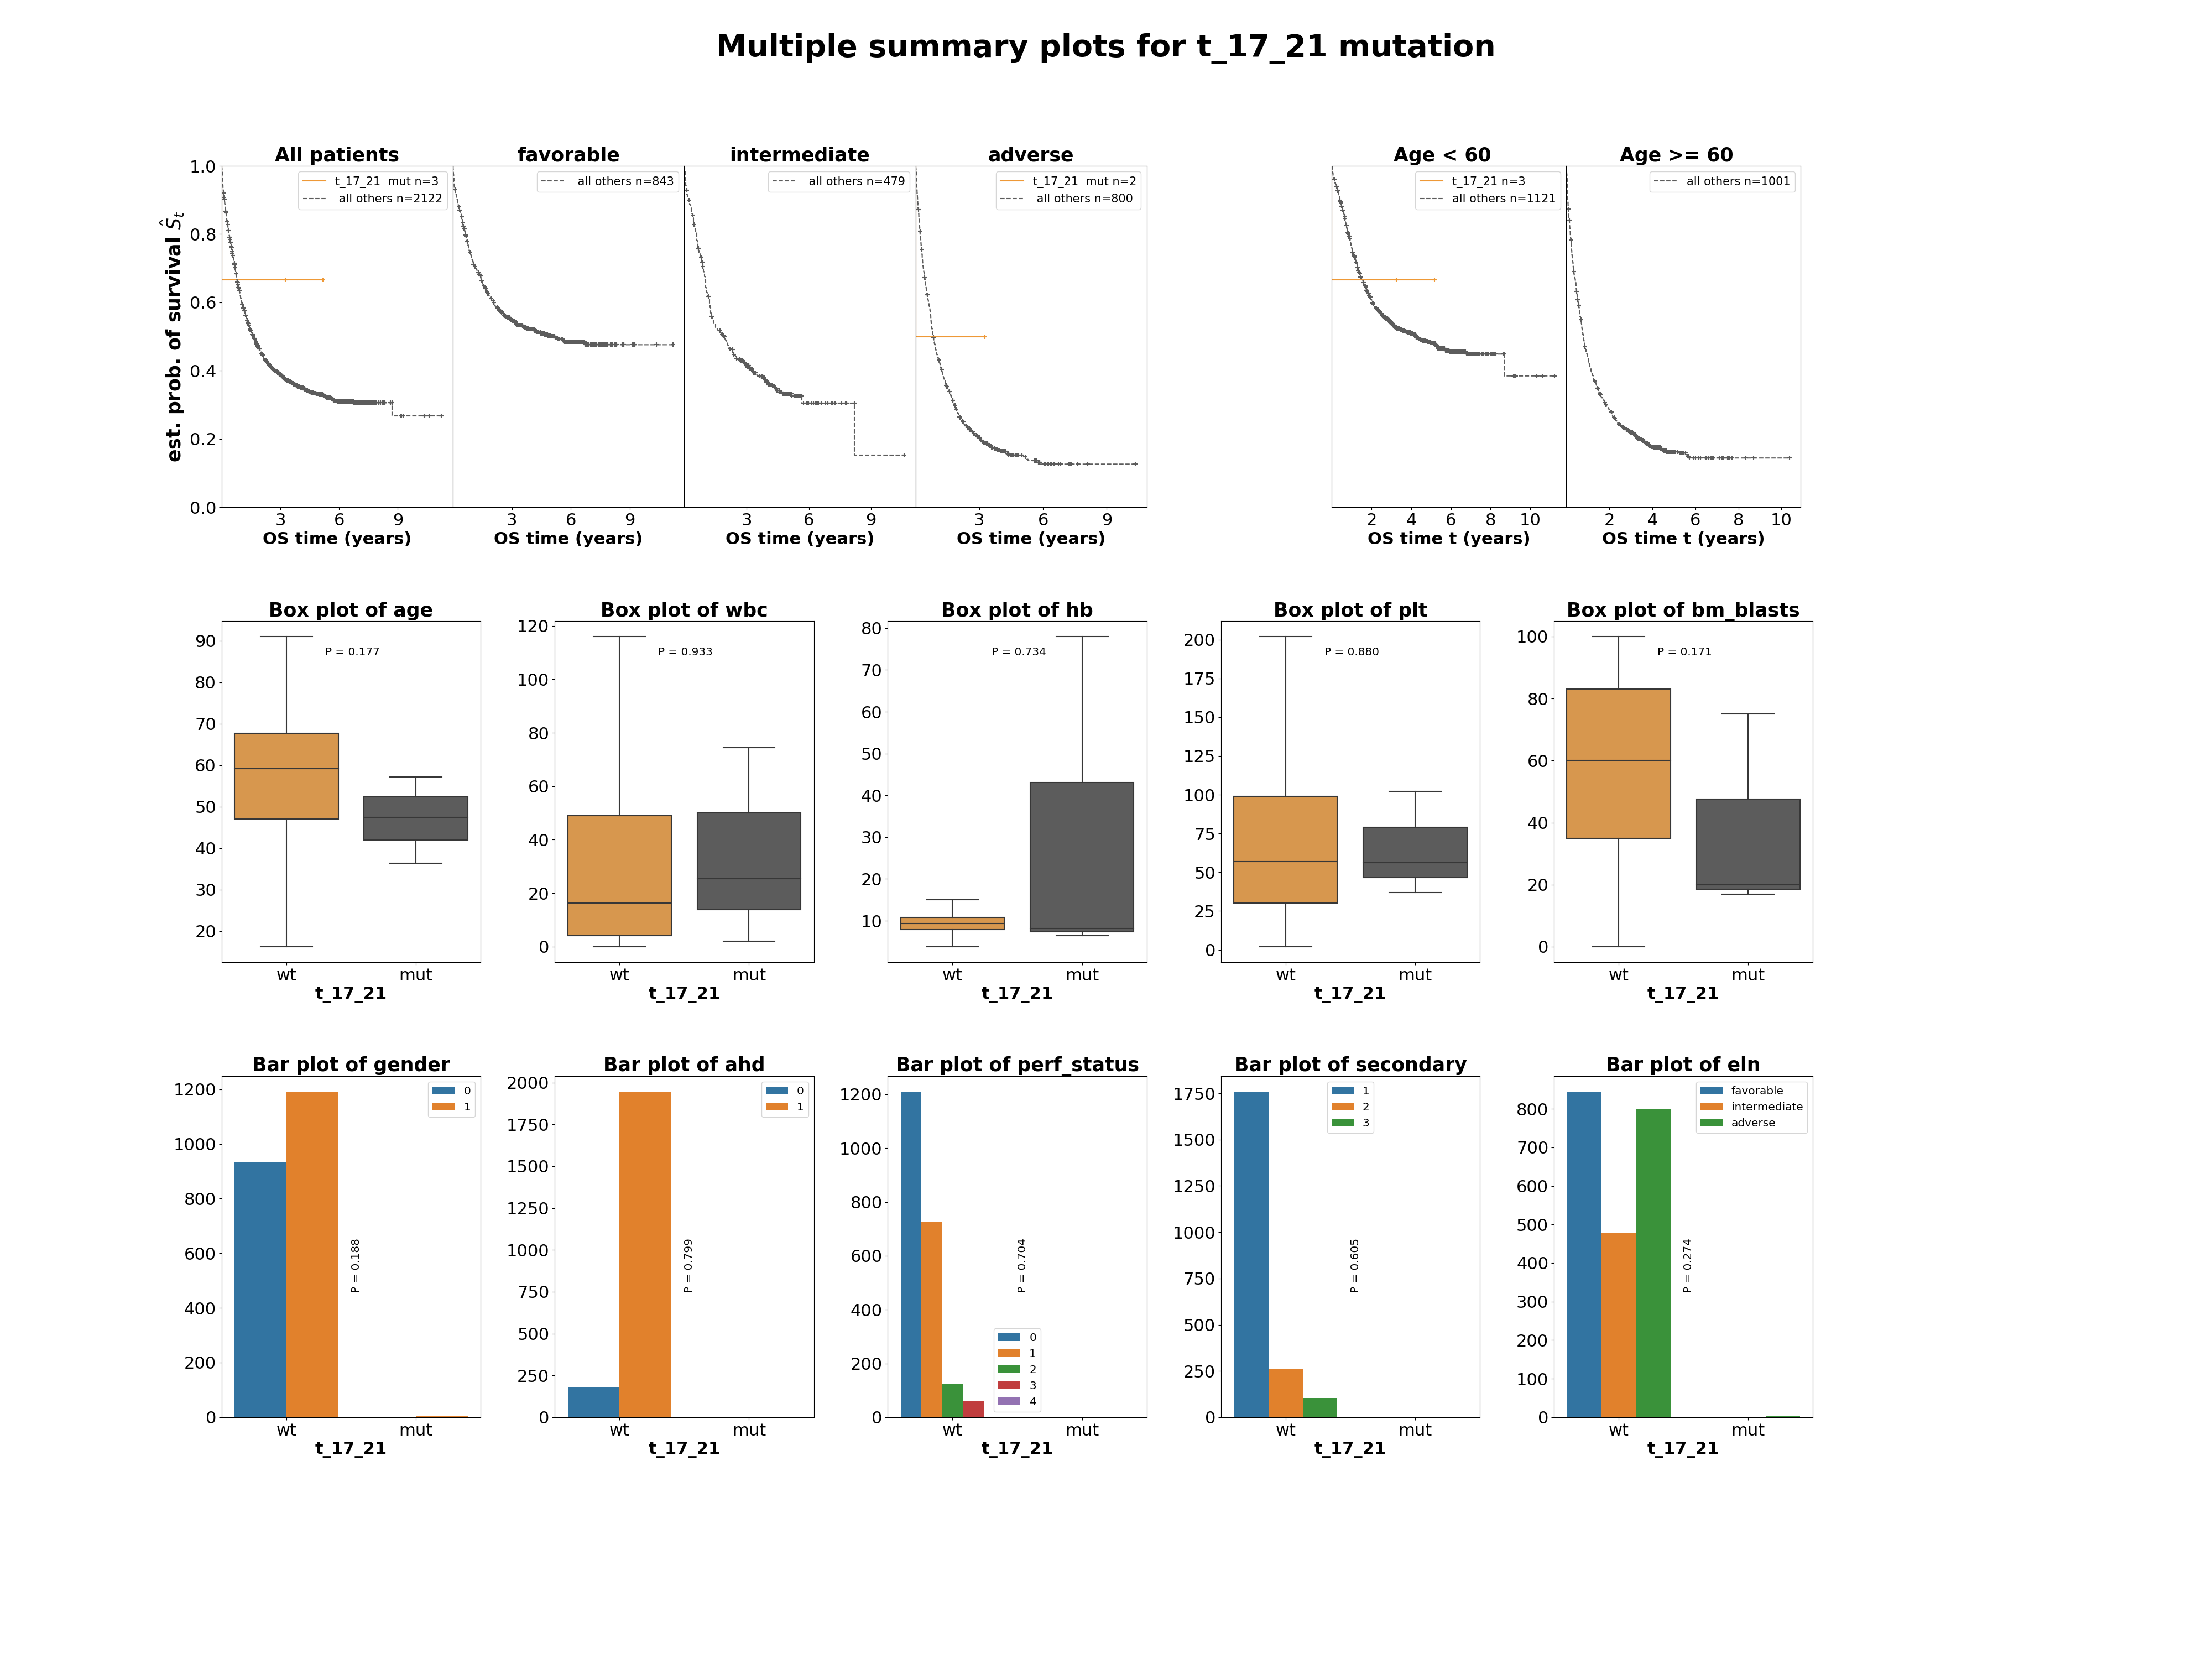 Multiple summary plots for t_17_21 mutation
All patients
favorable
intermediate
adverse
Age < 60
Age >= 60
t_17_21  mut n=3
all others n=2122
all others n=843
all others n=479
t_17_21  mut n=2
all others n=800
t_17_21 n=3
all others n=1121
all others n=1001
est. prob. of survival Ŝt
1.0
0.8
0.6
0.4
0.2
0.0
3 6 9
3 6 9
3 6 9
3 6 9
2 4 6 8 10
2 4 6 8 10
OS time (years)
OS time (years)
OS time (years)
OS time (years)
OS time t (years)
OS time t (years)
Box plot of age
P = 0.177
90
80
70
60
50
40
30
20
wt mut
t_17_21
Box plot of wbc
P = 0.933
120
100
80
60
40
20
0
wt mut
t_17_21
Box plot of hb
P = 0.734
80
70
60
50
40
30
20
10
wt mut
t_17_21
Box plot of plt
P = 0.880
200
175
150
125
100
75
50
25
0
wt mut
t_17_21
Box plot of bm_blasts
P = 0.171
100
80
60
40
20
0
wt mut
t_17_21
Bar plot of gender
0
1
P = 0.188
1200
1000
800
600
400
200
0
wt mut
t_17_21
Bar plot of ahd
0
1
P = 0.799
2000
1750
1500
1250
1000
750
500
250
0
wt mut
t_17_21
Bar plot of perf_status
P = 0.704
0
1
2
3
4
1200
1000
800
600
400
200
0
wt mut
t_17_21
Bar plot of secondary
1
2
3
P = 0.605
1750
1500
1250
1000
750
500
250
0
wt mut
t_17_21
Bar plot of eln
favorable
intermediate
adverse
P = 0.274
800
700
600
500
400
300
200
100
0
wt mut
t_17_21